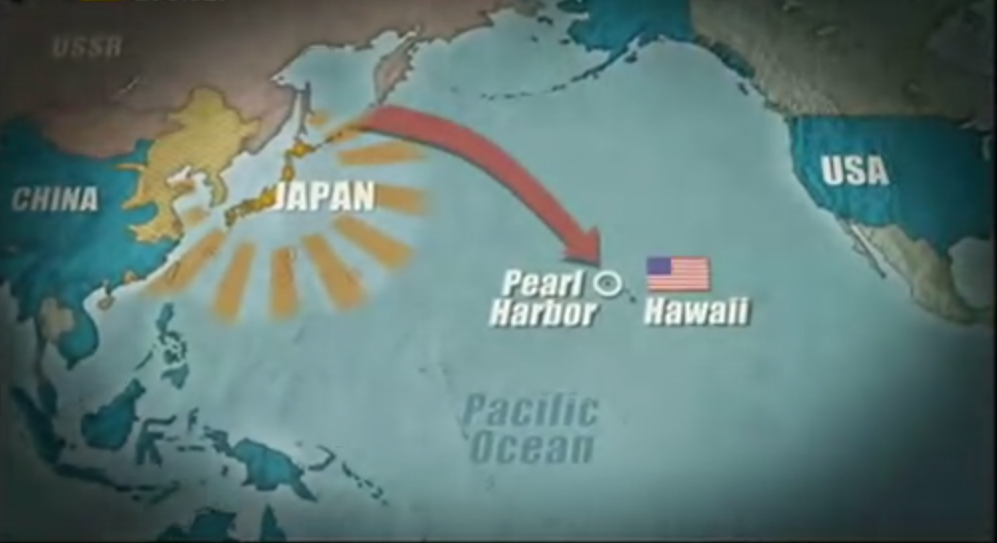 USSR
CHINA
JAPAN
USA
Pearl
Harbor
Hawaii
Pacific
Ocean